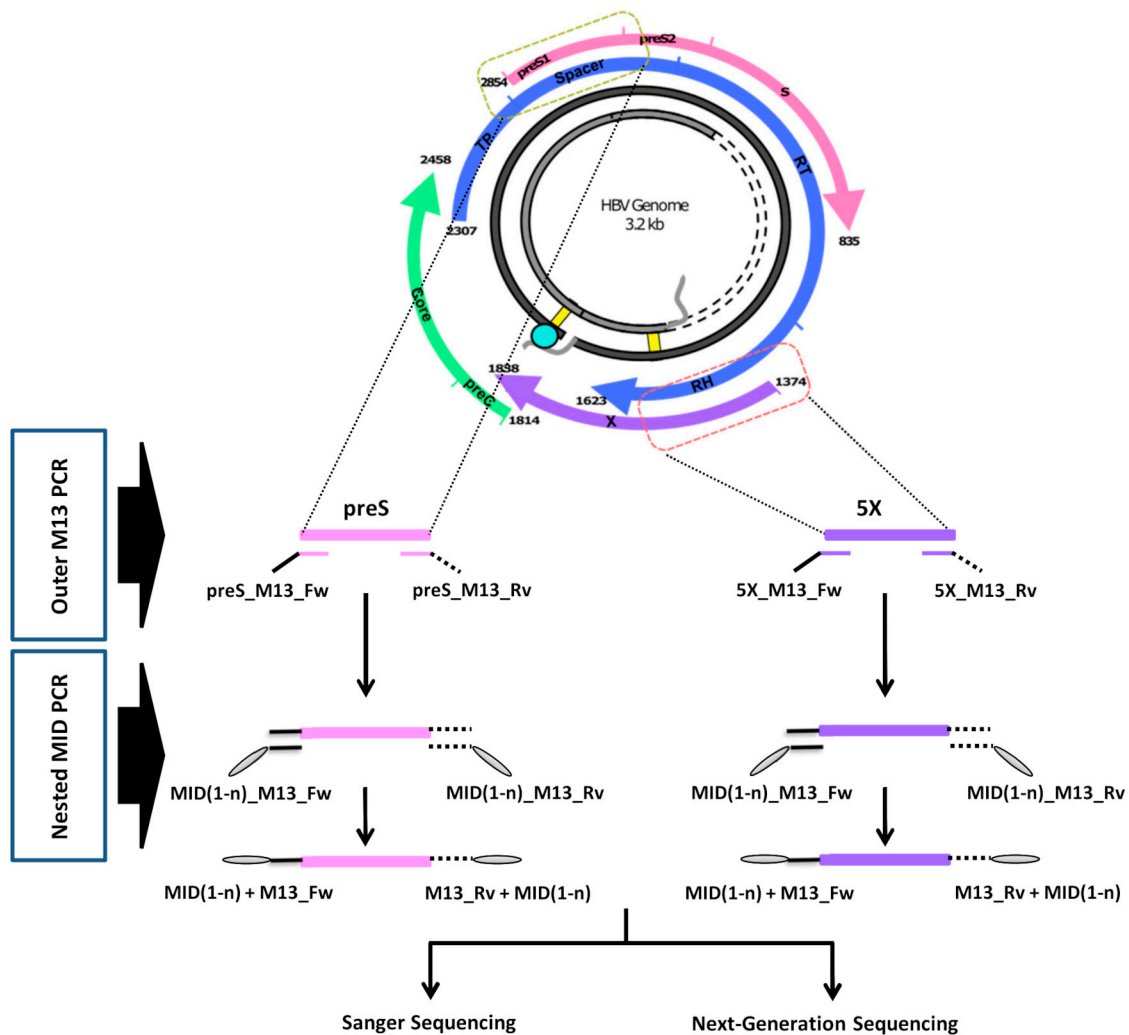 preS1
preS2
S
2854
Spacer
TP
RT
2458
2307
HBV Genome
3.2 kb
835
Core
preC
1838
1814
X
1623
RH
1374
Outer M13 PCR
preS
5X
preS_M13_Fw
preS_M13_Rv
5X_M13_Fw
5X_M13_Rv
Nested MID PCR
MID(1-n)_M13_Fw
MID(1-n)_M13_Rv
MID(1-n)_M13_Fw
MID(1-n)_M13_Rv
MID(1-n) + M13_Fw
M13_Rv + MID(1-n)
MID(1-n) + M13_Fw
M13_Rv + MID(1-n)
Sanger Sequencing
Next-Generation Sequencing